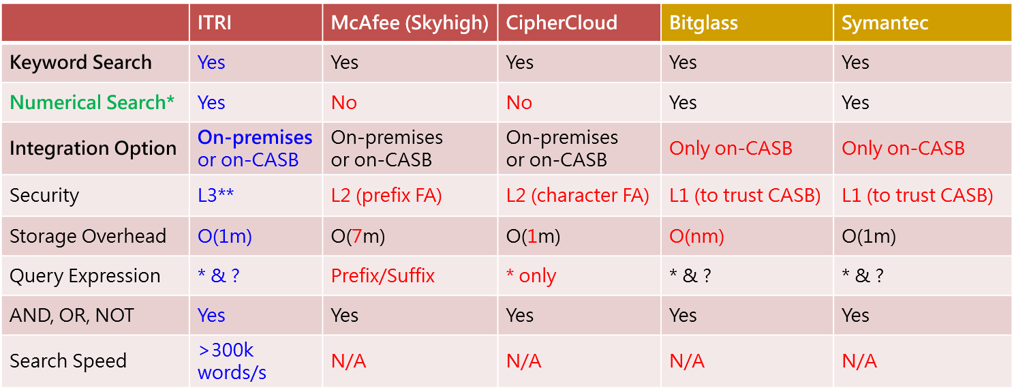 ITRI McAfee (Skyhigh) CipherCloud Bitglass Symantec
Keyword Search Yes Yes Yes Yes Yes
Numerical Search* Yes No No Yes Yes
Integration Option On-premises or on-CASB On-premises or on-CASB On-premises or on-CASB Only on-CASB Only on-CASB
Security L3** L2 (prefix FA) L2 (character FA) L1 (to trust CASB) L1 (to trust CASB)
Storage Overhead O(1m) O(7m) O(1m) O(nm) O(1m)
Query Expression * & ? Prefix/Suffix * only * & ? * & ?
AND, OR, NOT Yes Yes Yes Yes Yes
Search Speed >300k words/s N/A N/A N/A N/A